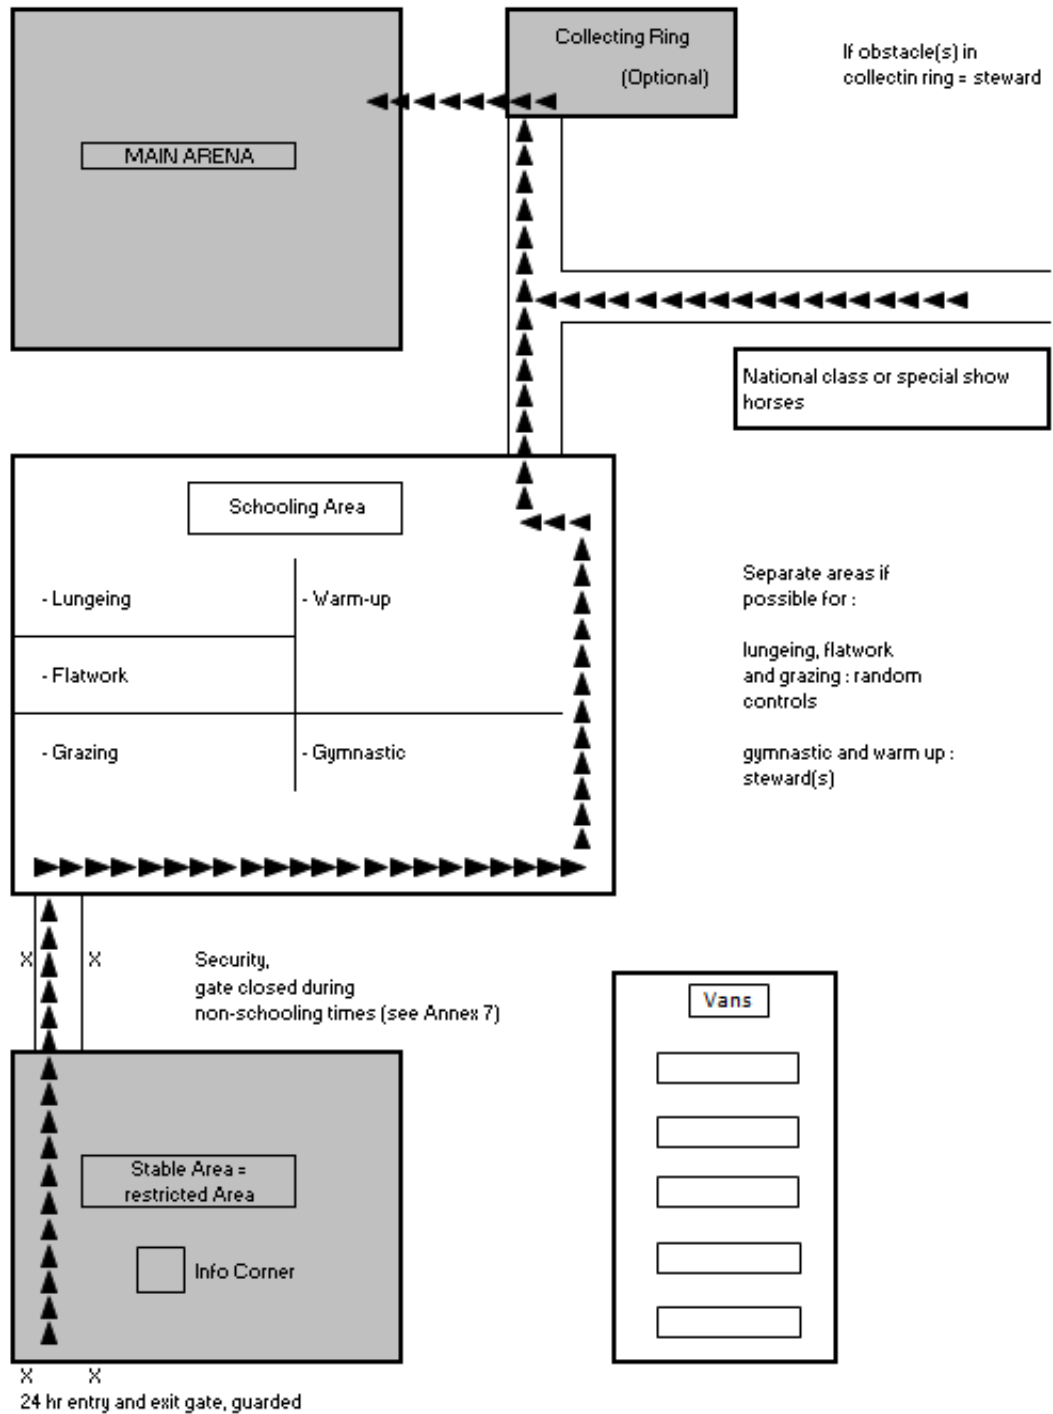 Collecting Ring
(Optional)
If obstacle(s) in
collectin ring = steward
MAIN ARENA
National class or special show
horses
Schooling Area
- Lungeing
- Warm-up
- Flatwork
- Grazing
- Gymnastic
Separate areas if
possible for :
lungeing, flatwork
and grazing : random
controls
gymnastic and warm up :
steward(s)
X X
Security,
gate closed during
non-schooling times (see Annex 7)
Vans
Stable Area =
restricted Area
Info Corner
X X
24 hr entry and exit gate, guarded